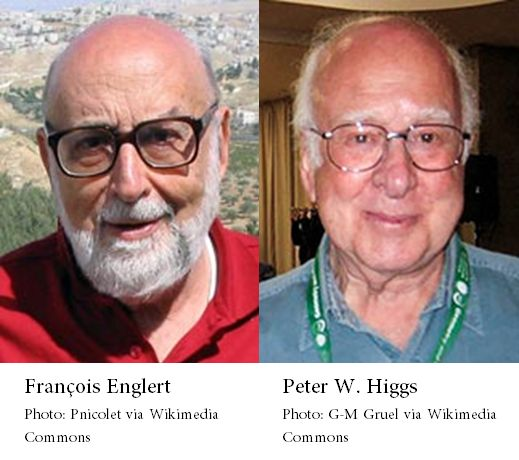 François Englert
Photo: Pnicolet via Wikimedia
Commons
Peter W. Higgs
Photo: G-M Gruel via Wikimedia
Commons